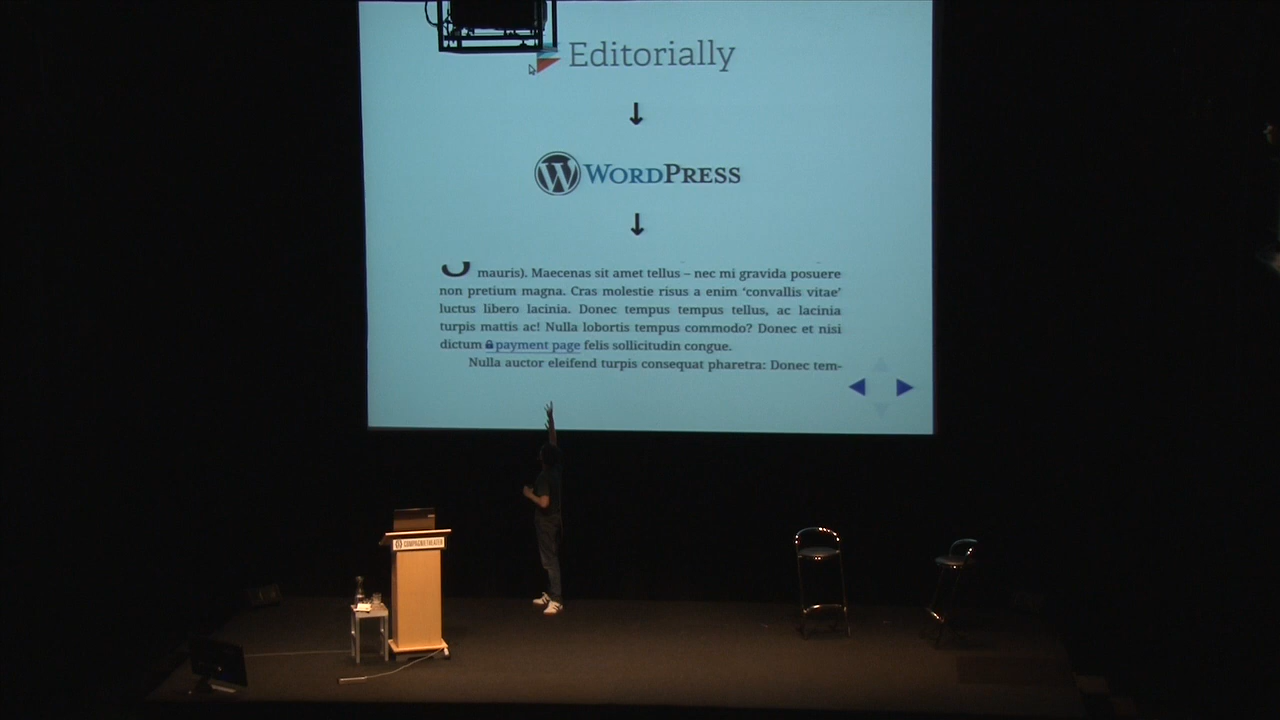 Editorially
WORDPRESS
mauris). Maecenas sit amet tellus – nec mi gravida posuere
non pretium magna. Cras molestie risus a enim ‘convallis vitae’
luctus libero lacinia. Donec tempus tempus tellus, ac lacinia
turpis mattis ac! Nulla lobortis tempus commodo? Donec et nisi
dictum payment page felis sollicitudin congue.
Nulla auctor eleifend turpis consequat pharetra: Donec tem-
COMPAGNIETHEATER